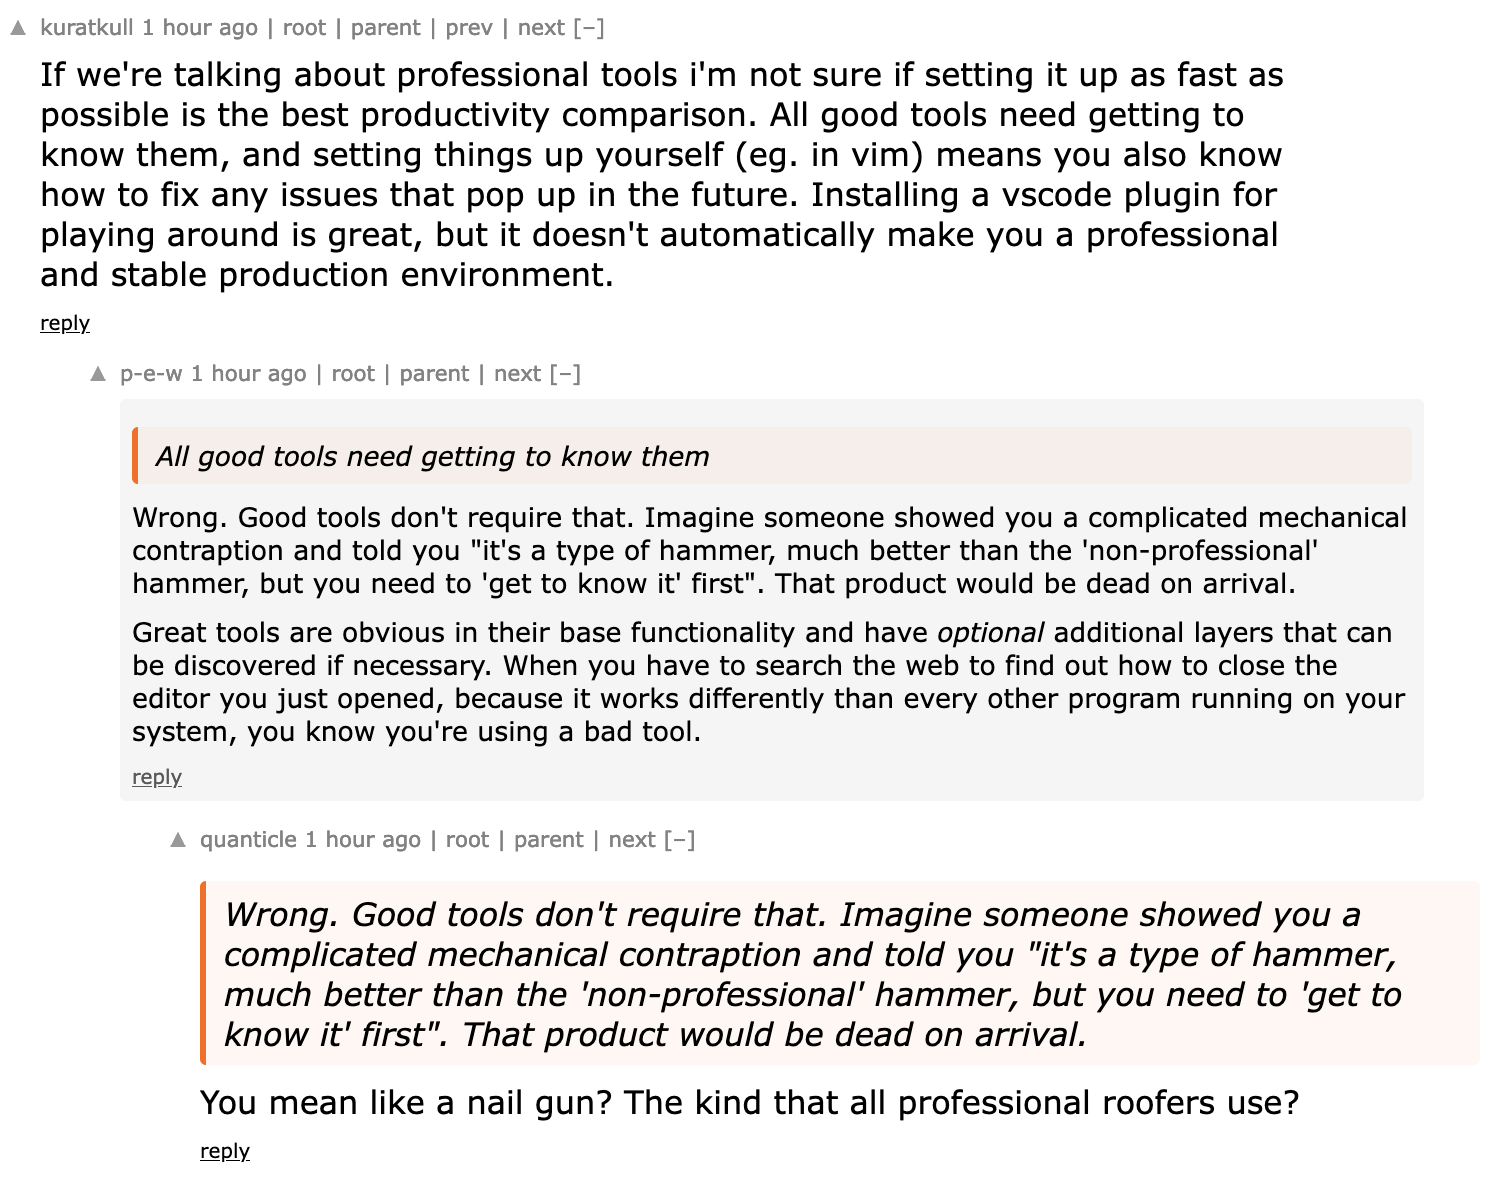 ▲ kuratkull 1 hour ago | root | parent | prev | next [–]
If we're talking about professional tools i'm not sure if setting it up as fast as
possible is the best productivity comparison. All good tools need getting to
know them, and setting things up yourself (eg. in vim) means you also know
how to fix any issues that pop up in the future. Installing a vscode plugin for
playing around is great, but it doesn't automatically make you a professional
and stable production environment.
reply
▲ p-e-w 1 hour ago | root | parent | next [–]
All good tools need getting to know them
Wrong. Good tools don't require that. Imagine someone showed you a complicated mechanical
contraption and told you "it's a type of hammer, much better than the 'non-professional'
hammer, but you need to 'get to know it' first". That product would be dead on arrival.
Great tools are obvious in their base functionality and have optional additional layers that can
be discovered if necessary. When you have to search the web to find out how to close the
editor you just opened, because it works differently than every other program running on your
system, you know you're using a bad tool.
reply
▲ quanticle 1 hour ago | root | parent | next [–]
Wrong. Good tools don't require that. Imagine someone showed you a
complicated mechanical contraption and told you "it's a type of hammer,
much better than the 'non-professional' hammer, but you need to 'get to
know it' first". That product would be dead on arrival.
You mean like a nail gun? The kind that all professional roofers use?
reply